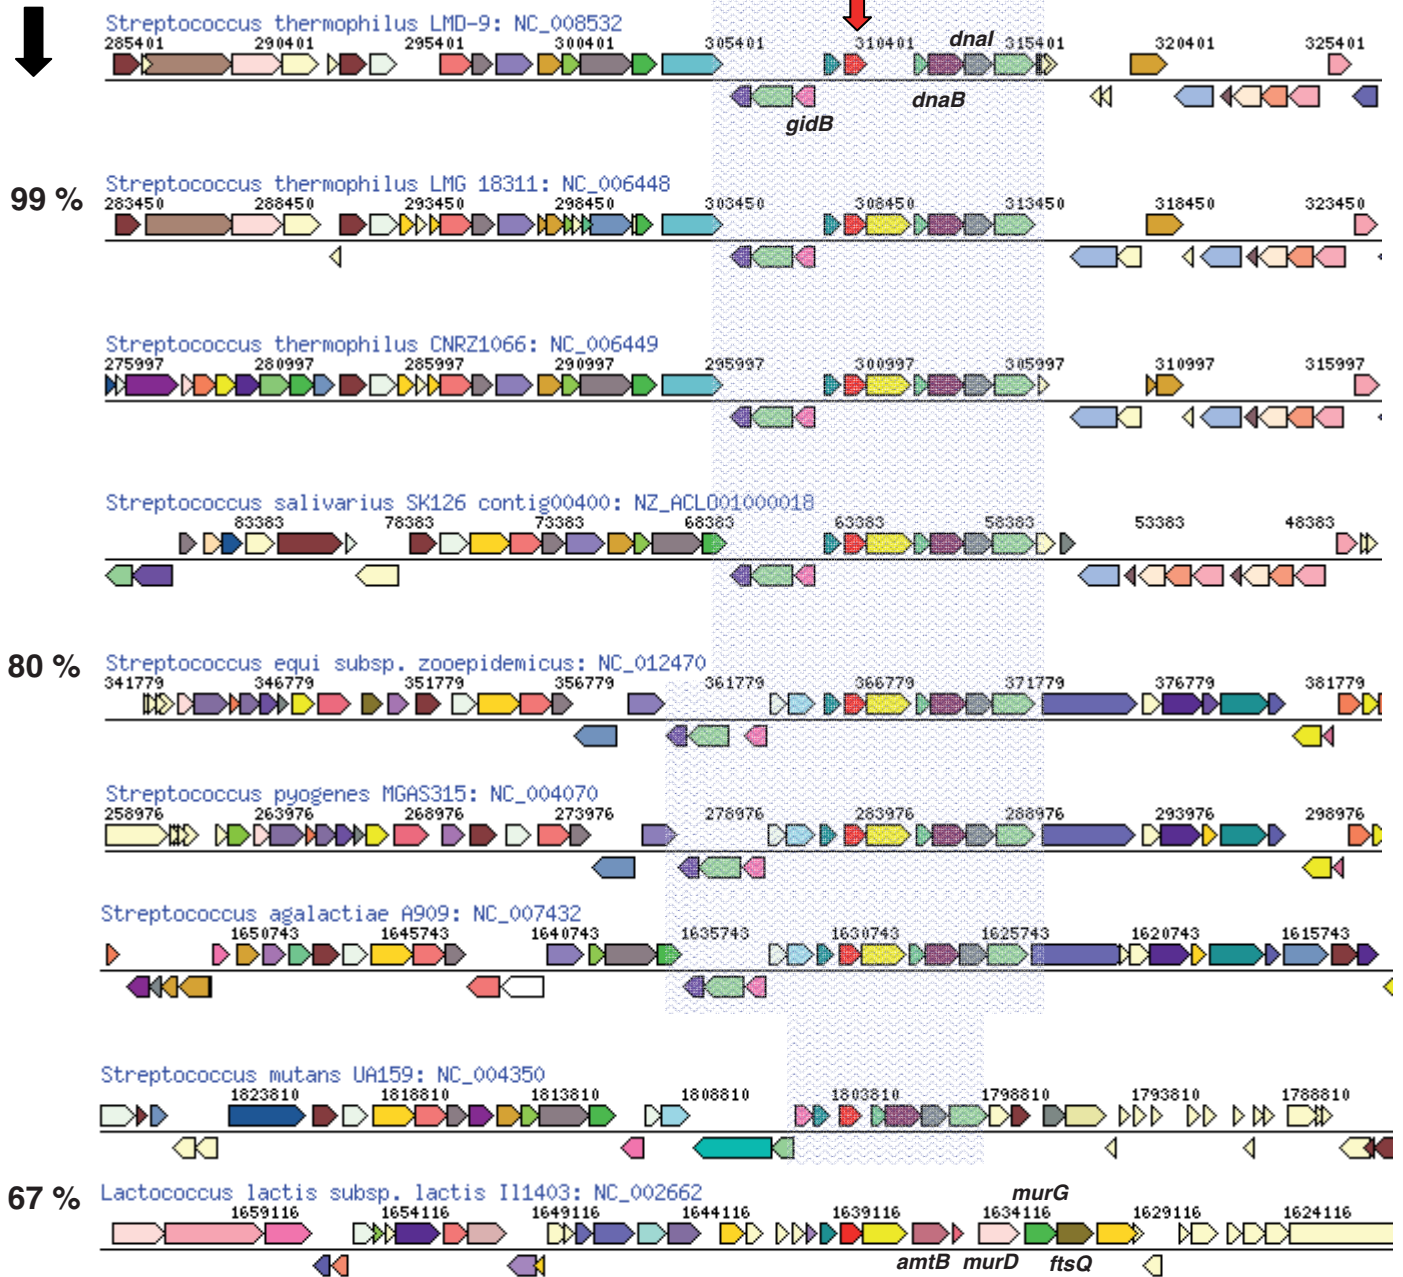 Streptococcus thermophilus LMD-9: NC_008532
285401 290401 295401 300401 305401 310401 315401 320401 325401
dnaI
dnaB
gidB
99 %
Streptococcus thermophilus LMG 18311: NC_006448
283450 288450 293450 298450 303450 308450 313450 318450 323450
Streptococcus thermophilus CNRZ1066: NC_006449
275997 280997 285997 290997 295997 300997 305997 310997 315997
Streptococcus salivarius SK126 contig00400: NZ_ACLO01000018
83383 78383 73383 68383 63383 58383 53383 48383
80 %
Streptococcus equi subsp. zooepidemicus: NC_012470
341779 346779 351779 356779 361779 366779 371779 376779 381779
Streptococcus pyogenes MGAS315: NC_004070
258976 263976 268976 273976 278976 283976 288976 293976 298976
Streptococcus agalactiae A909: NC_007432
1650743 1645743 1640743 1635743 1630743 1625743 1620743 1615743
Streptococcus mutans UA159: NC_004350
1823810 1818810 1813810 1808810 1803810 1798810 1793810 1788810
67 %
Lactococcus lactis subsp. lactis Il1403: NC_002662
murG
1659116 1654116 1649116 1644116 1639116 1634116 1629116 1624116
amtB murD ftsQ